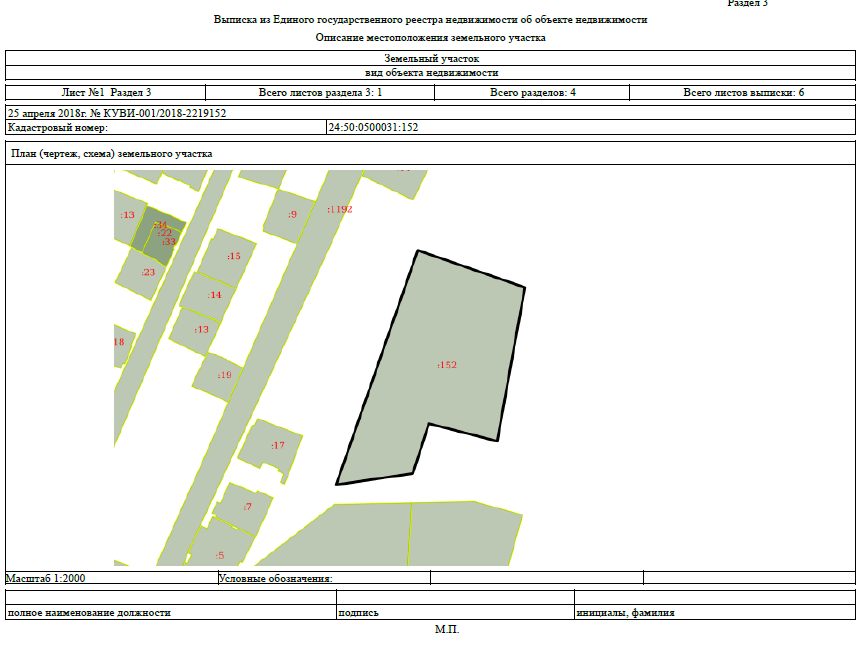 Раздел 3
Выписка из Единого государственного реестра недвижимости об объекте недвижимости
Описание местоположения земельного участка
Земельный участок
вид объекта недвижимости
Лист №1 Раздел 3 Всего листов раздела 3: 1 Всего разделов: 4 Всего листов выписки: 6
25 апреля 2018г. № КУВИ-001/2018-2219152
Кадастровый номер: 24:50:0500031:152
План (чертеж, схема) земельного участка
:13
:9
:1192
:34
:22
:33
:15
:23
:14
:13
18
:152
:19
:17
:7
:5
Масштаб 1:2000 Условные обозначения:
полное наименование должности подпись инициалы, фамилия
М.П.